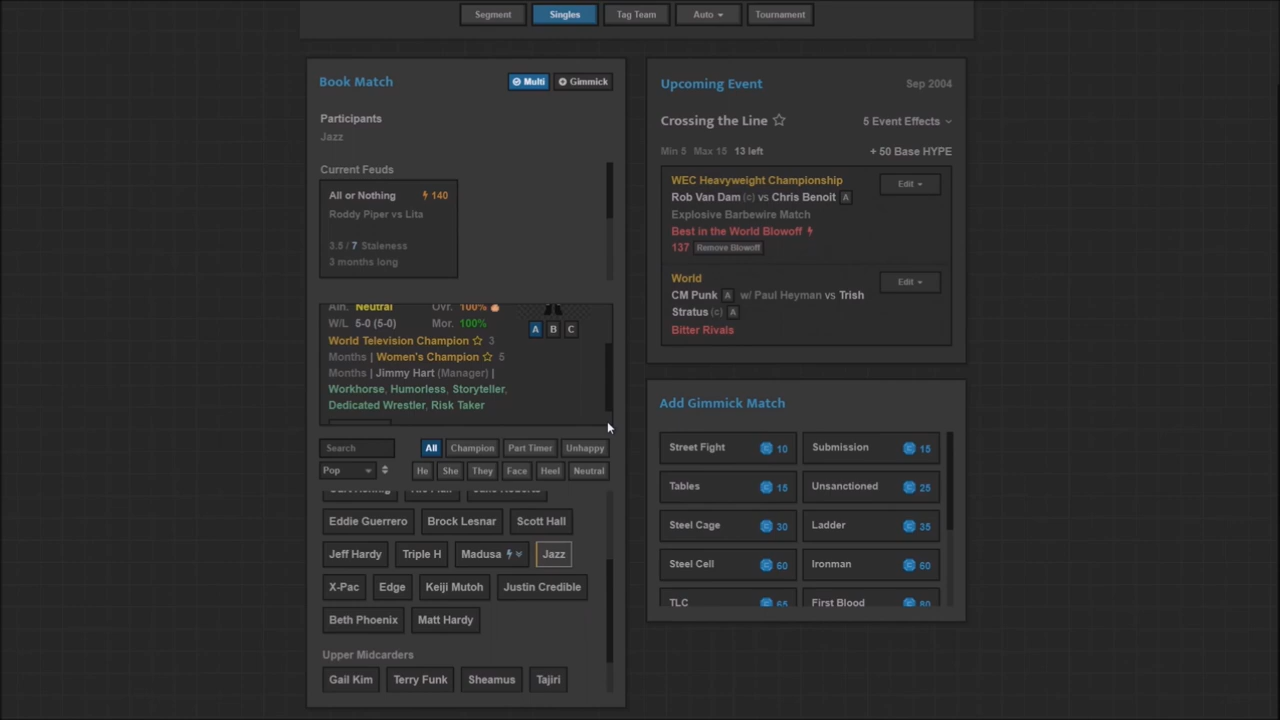 Segment
Singles
Tag Team
Auto
Tournament
Book Match
Multi
Gimmick
Participants
Jazz
Current Feuds
All or Nothing 140
Roddy Piper vs Lita
3.5 / 7 Staleness
3 months long
Aln. Neutral Ovr. 100%
W/L 5-0 (5-0) Mor. 100%
A B C
World Television Champion 3
Months | Women's Champion 5
Months | Jimmy Hart (Manager) |
Workhorse, Humorless, Storyteller,
Dedicated Wrestler, Risk Taker
Search
All Champion Part Timer Unhappy
Pop
He She They Face Heel Neutral
Eddie Guerrero Brock Lesnar Scott Hall
Jeff Hardy Triple H Madusa Jazz
X-Pac Edge Keiji Mutoh Justin Credible
Beth Phoenix Matt Hardy
Upper Midcarders
Gail Kim Terry Funk Sheamus Tajiri
Upcoming Event
Sep 2004
Crossing the Line
5 Event Effects
Min 5 Max 15 13 left
+ 50 Base HYPE
WEC Heavyweight Championship
Edit
Rob Van Dam (c) vs Chris Benoit A
Explosive Barbewire Match
Best in the World Blowoff
137 Remove Blowoff
World
Edit
CM Punk A w/ Paul Heyman vs Trish
Stratus (c) A
Bitter Rivals
Add Gimmick Match
Street Fight 10
Submission 15
Tables 15
Unsanctioned 25
Steel Cage 30
Ladder 35
Steel Cell 60
Ironman 60
TLC 65
First Blood 80